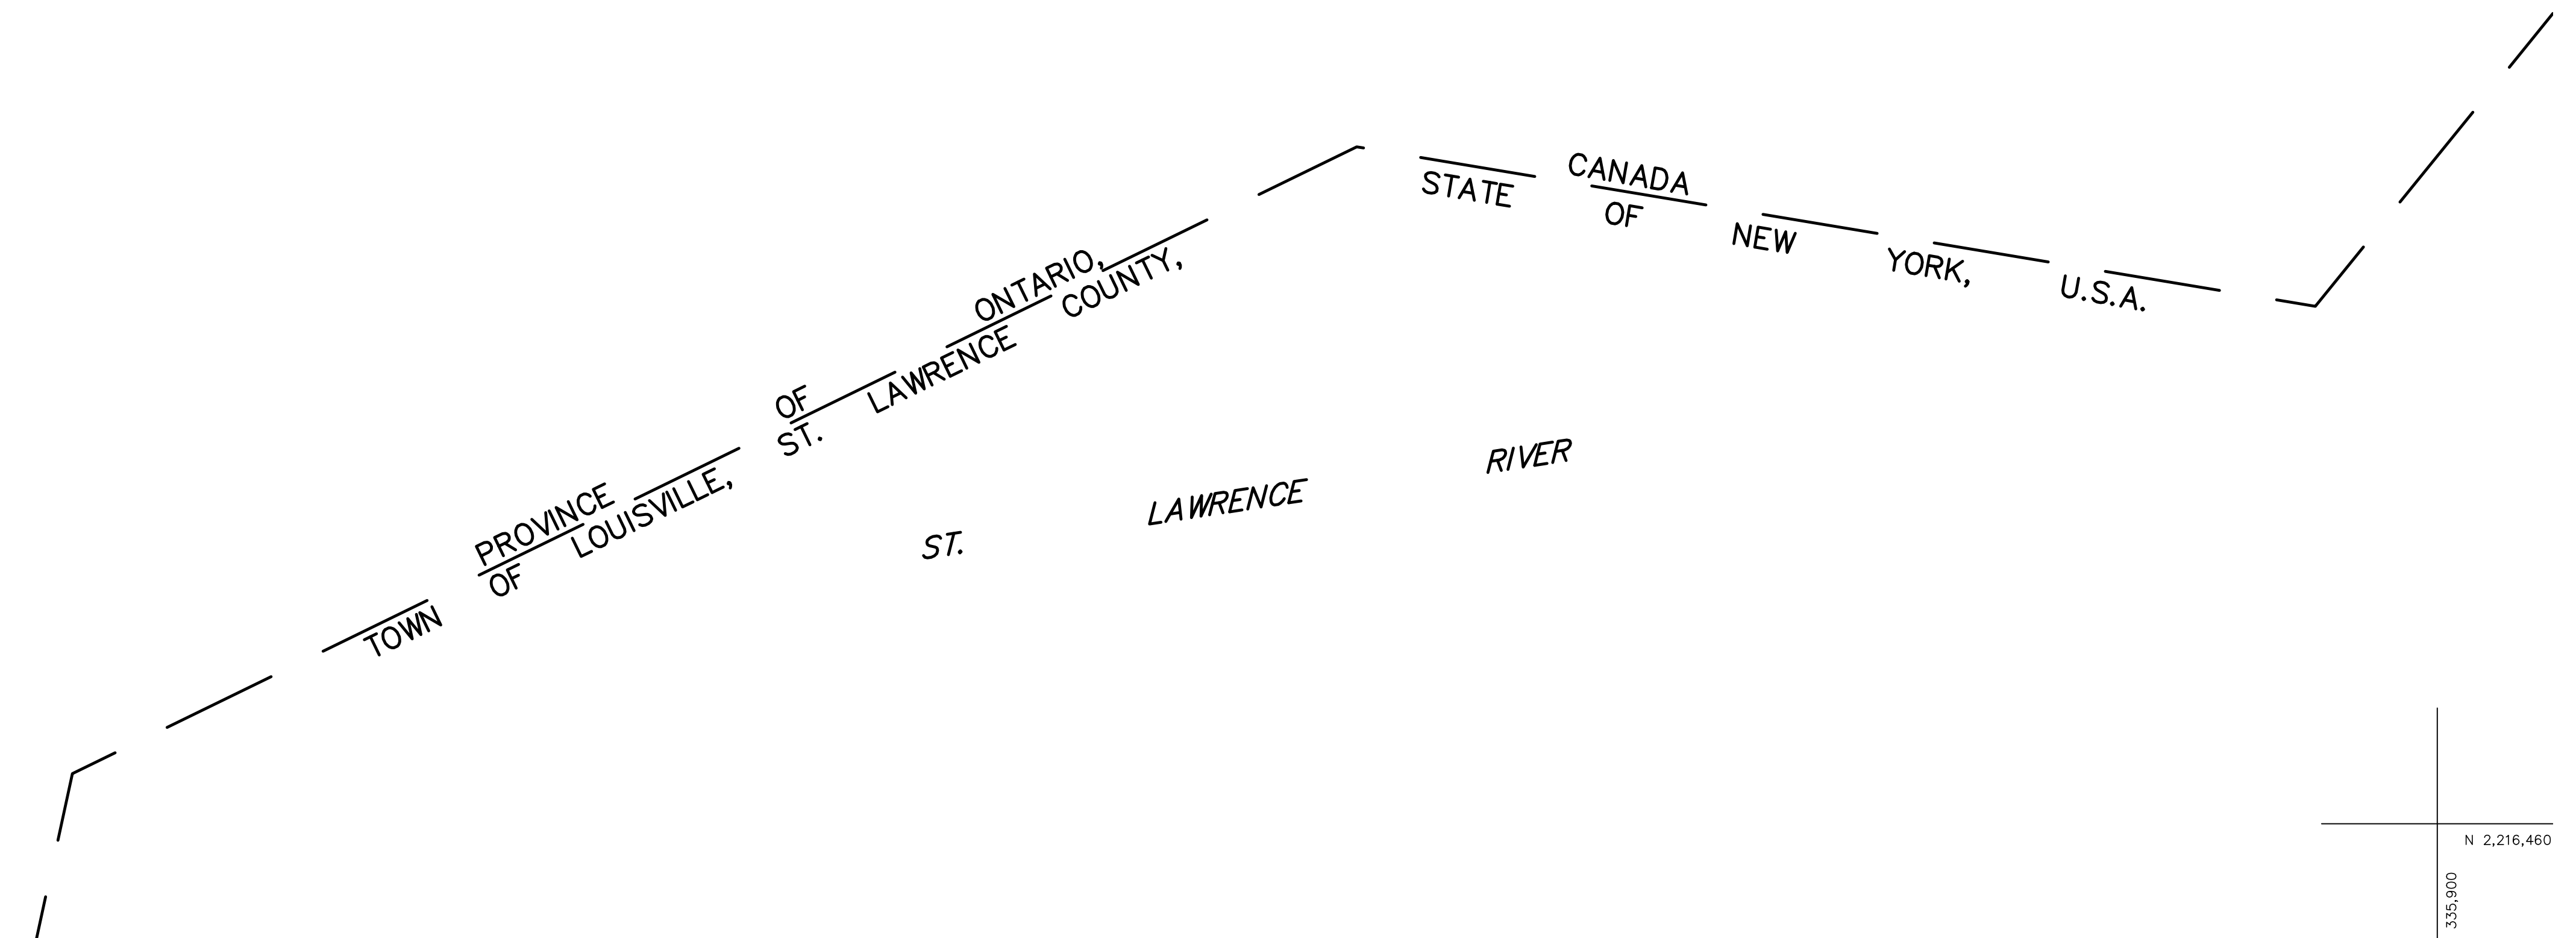 PROVINCE OF ONTARIO, CANADA
TOWN OF LOUISVILLE, ST. LAWRENCE COUNTY, STATE OF NEW YORK, U.S.A.
ST. LAWRENCE RIVER
N 2,216,460
335,900